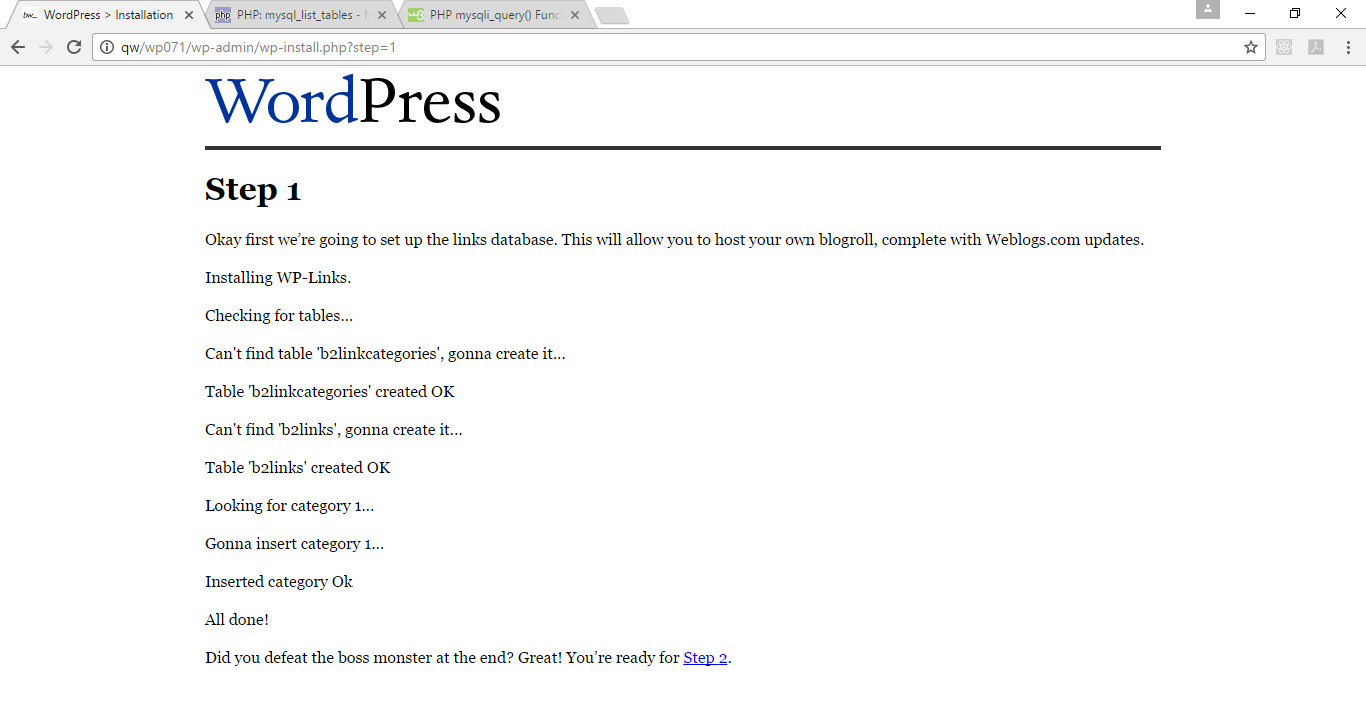 WordPress > Installation
PHP: mysql_list_tables -
PHP mysqli_query() Func
qw/wp071/wp-admin/wp-install.php?step=1
WordPress
Step 1
Okay first we’re going to set up the links database. This will allow you to host your own blogroll, complete with Weblogs.com updates.
Installing WP-Links.
Checking for tables...
Can't find table 'b2linkcategories', gonna create it...
Table 'b2linkcategories' created OK
Can't find 'b2links', gonna create it...
Table 'b2links' created OK
Looking for category 1...
Gonna insert category 1...
Inserted category Ok
All done!
Did you defeat the boss monster at the end? Great! You’re ready for Step 2.